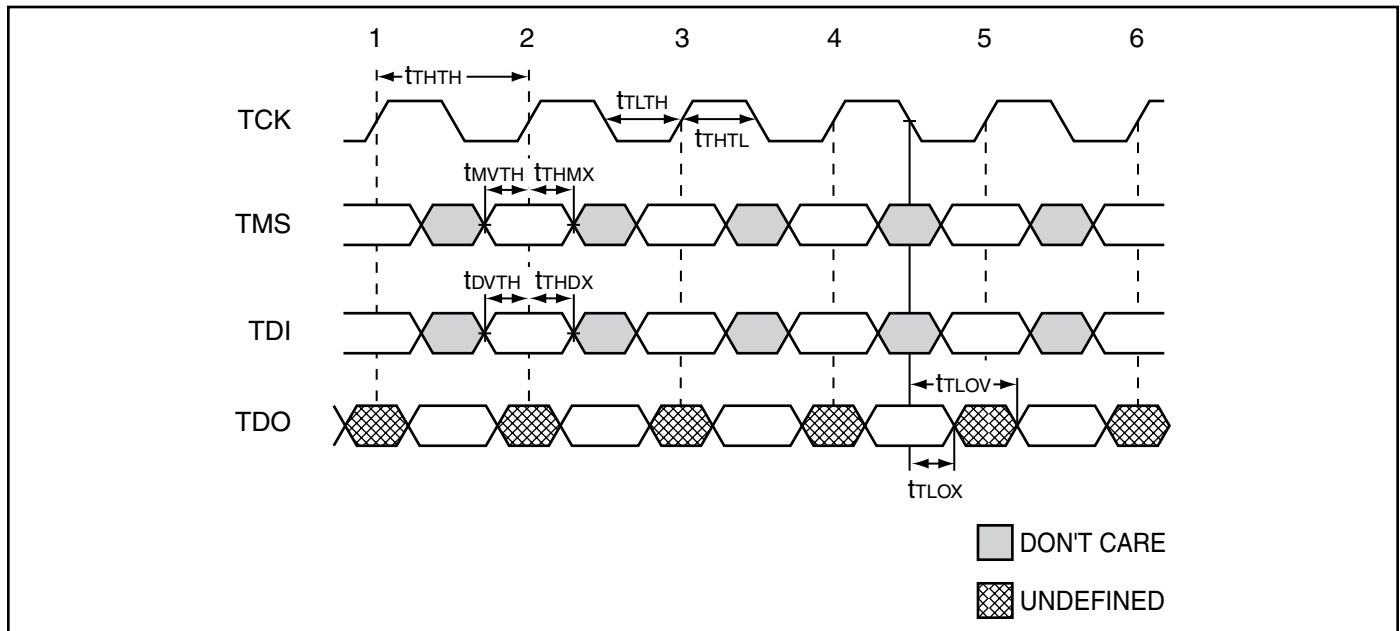 1 2 3 4 5 6
tTHTH
tTLTH
TCK
tTHTL
tMVTH tTHMX
TMS
tDVTH tTHDX
TDI
tTLOV
TDO
tTLOX
DON'T CARE
UNDEFINED